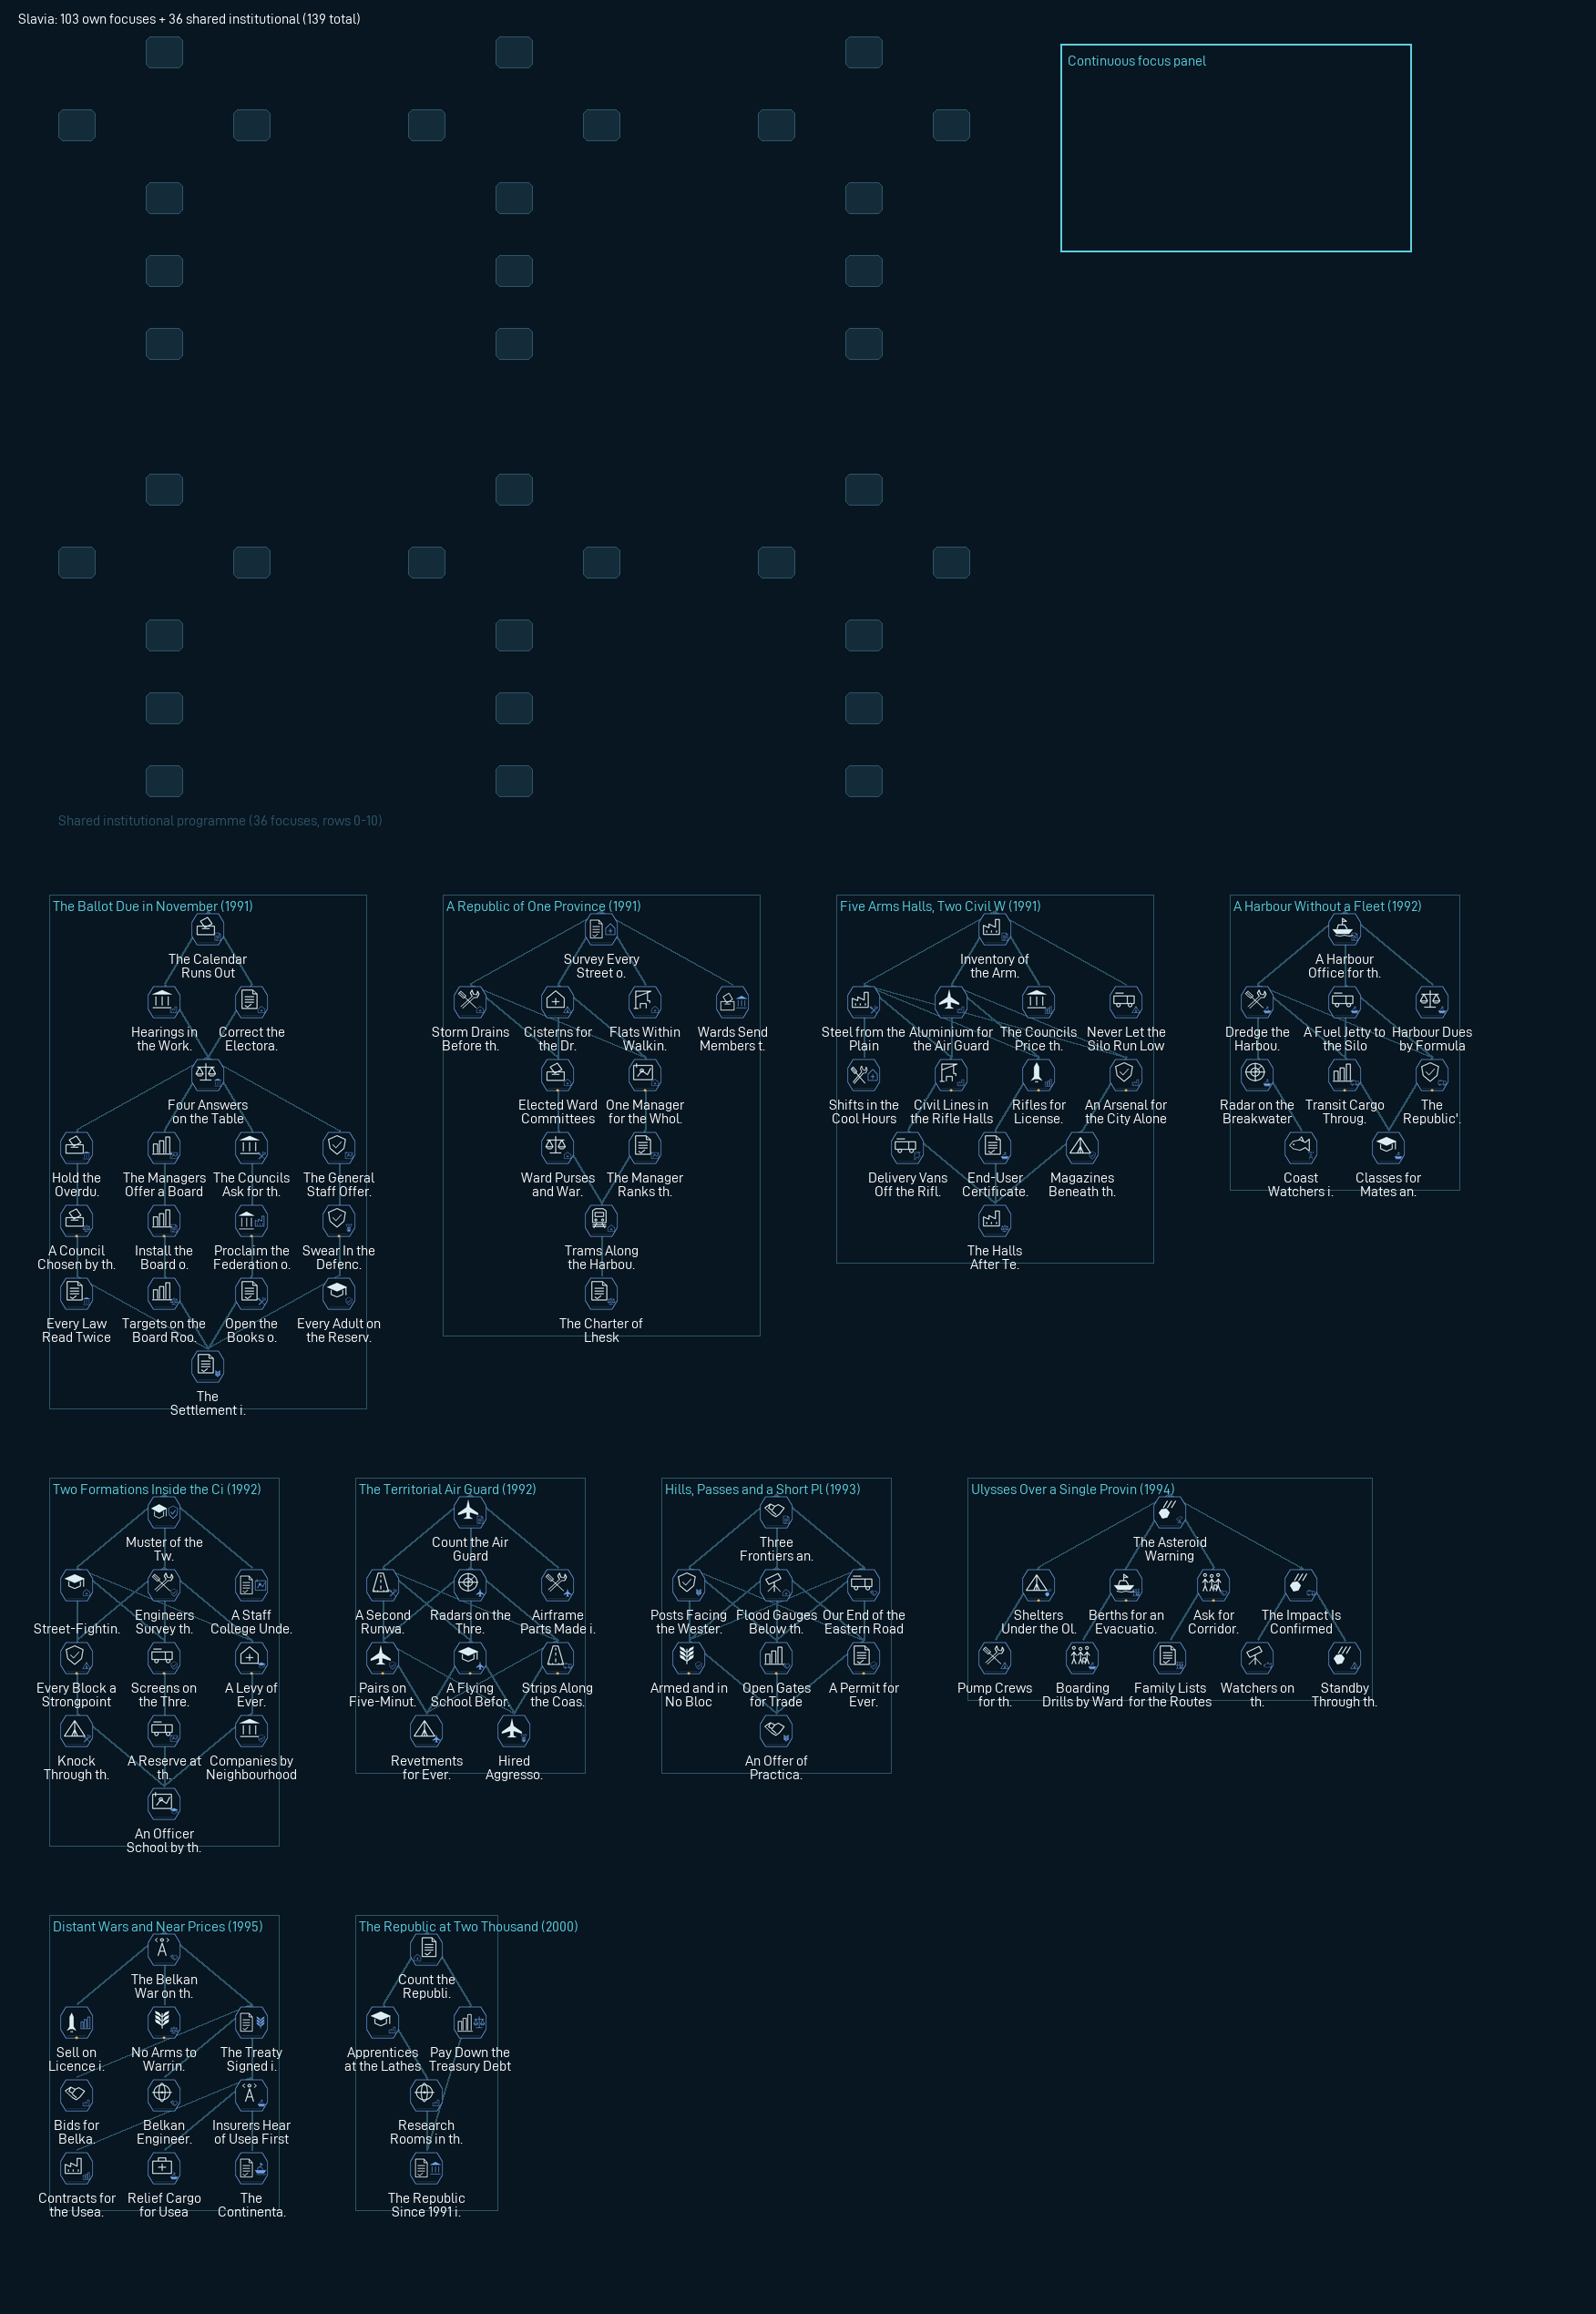 Slavia: 103 own focuses + 36 shared institutional (139 total)
Continuous focus panel
Shared institutional programme (36 focuses, rows 0-10)
The Ballot Due in November (1991)
The Calendar
Runs Out
Hearings in
the Work.
Correct the
Electora.
Four Answers
on the Table
Hold the
Overdu.
The Managers
Offer a Board
The Councils
Ask for th.
The General
Staff Offer.
A Council
Chosen by th.
Install the
Board o.
Proclaim the
Federation o.
Swear In the
Defenc.
Every Law
Read Twice
Targets on the
Board Roo.
Open the
Books o.
Every Adult on
the Reserv.
The
Settlement i.
A Republic of One Province (1991)
Survey Every
Street o.
Storm Drains
Before th.
Cisterns for
the Dr.
Flats Within
Walkin.
Wards Send
Members t.
Elected Ward
Committees
One Manager
for the Whol.
Ward Purses
and War.
The Manager
Ranks th.
Trams Along
the Harbou.
The Charter of
Lhesk
Five Arms Halls, Two Civil W (1991)
Inventory of
the Arm.
Steel from the
Plain
Aluminium for
the Air Guard
The Councils
Price th.
Never Let the
Silo Run Low
Shifts in the
Cool Hours
Civil Lines in
the Rifle Halls
Rifles for
License.
An Arsenal for
the City Alone
Delivery Vans
Off the Rifl.
End-User
Certificate.
Magazines
Beneath th.
The Halls
After Te.
A Harbour Without a Fleet (1992)
A Harbour
Office for th.
Dredge the
Harbou.
A Fuel Jetty to
the Silo
Harbour Dues
by Formula
Radar on the
Breakwater
Transit Cargo
Throug.
The
Republic'.
Coast
Watchers i.
Classes for
Mates an.
Two Formations Inside the Ci (1992)
Muster of the
Tw.
Street-Fightin.
Engineers
Survey th.
A Staff
College Unde.
Every Block a
Strongpoint
Screens on
the Thre.
A Levy of
Ever.
Knock
Through th.
A Reserve at
th.
Companies by
Neighbourhood
An Officer
School by th.
The Territorial Air Guard (1992)
Count the Air
Guard
A Second
Runwa.
Radars on the
Thre.
Airframe
Parts Made i.
Pairs on
Five-Minut.
A Flying
School Befor.
Strips Along
the Coas.
Revetments
for Ever.
Hired
Aggresso.
Hills, Passes and a Short Pl (1993)
Three
Frontiers an.
Posts Facing
the Wester.
Flood Gauges
Below th.
Our End of the
Eastern Road
Armed and in
No Bloc
Open Gates
for Trade
A Permit for
Ever.
An Offer of
Practica.
Ulysses Over a Single Provin (1994)
The Asteroid
Warning
Shelters
Under the Ol.
Berths for an
Evacuatio.
Ask for
Corridor.
The Impact Is
Confirmed
Pump Crews
for th.
Boarding
Drills by Ward
Family Lists
for the Routes
Watchers on
th.
Standby
Through th.
Distant Wars and Near Prices (1995)
The Belkan
War on th.
Sell on
Licence i.
No Arms to
Warrin.
The Treaty
Signed i.
Bids for
Belka.
Belkan
Engineer.
Insurers Hear
of Usea First
Contracts for
the Usea.
Relief Cargo
for Usea
The
Continenta.
The Republic at Two Thousand (2000)
Count the
Republi.
Apprentices
at the Lathes
Pay Down the
Treasury Debt
Research
Rooms in th.
The Republic
Since 1991 i.